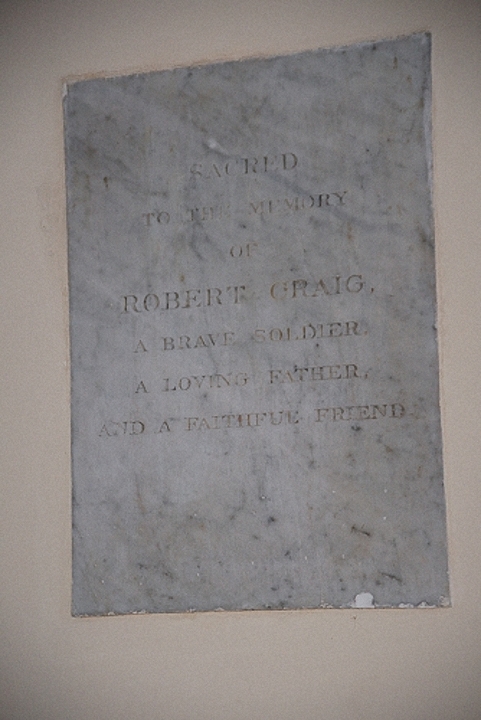 SACRED
TO THE MEMORY
OF
ROBERT CRAIG,
A BRAVE SOLDIER,
A LOVING FATHER,
AND A FAITHFUL FRIEND